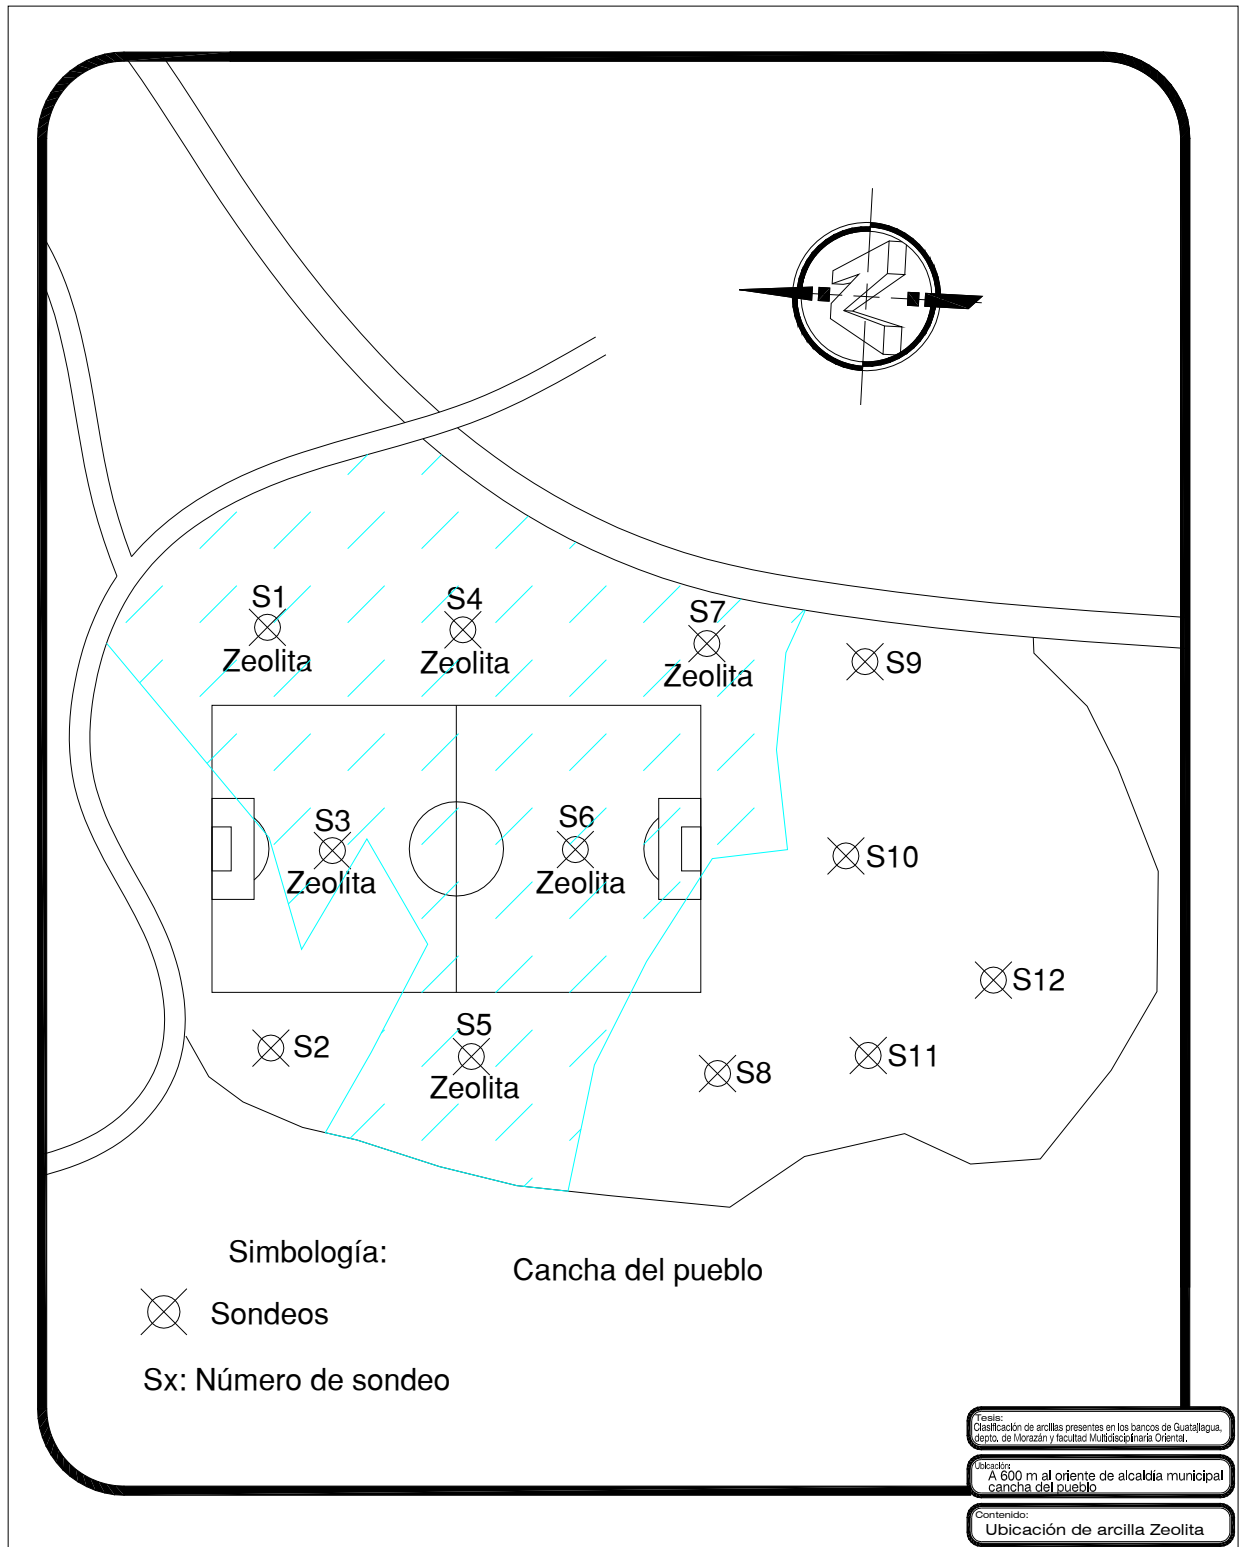 N
S1
Zeolita
S4
Zeolita
S7
Zeolita
S9
S3
Zeolita
S6
Zeolita
S10
S12
S2
S5
Zeolita
S8
S11
Simbología:
Cancha del pueblo
Sondeos
Sx: Número de sondeo
Tesis:
Clasificación de arcillas presentes en los bancos de Guatajiagua,
depto. de Morazán y facultad Multidisciplinaria Oriental.
Ubicación:
A 600 m al oriente de alcaldia municipal
cancha del pueblo
Contenido:
Ubicación de arcilla Zeolita